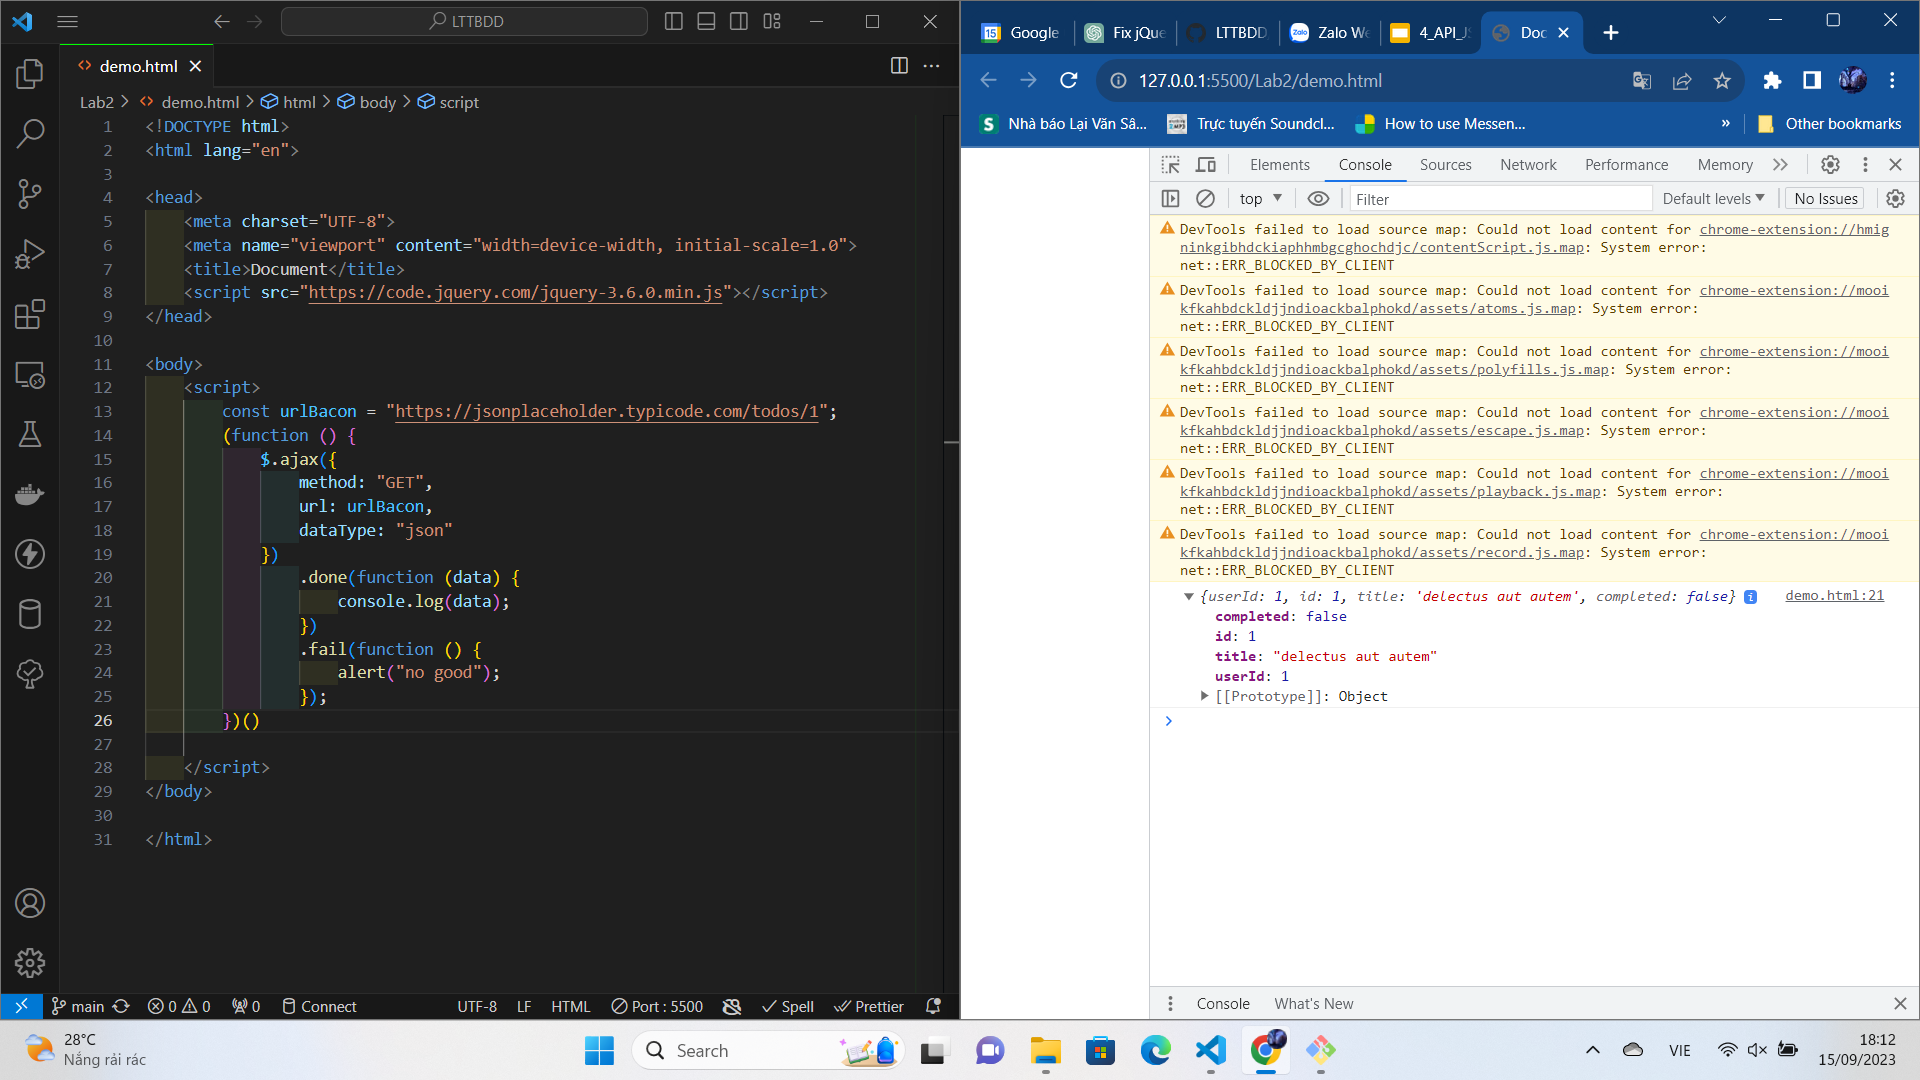 LTTBDD
demo.html
Lab2 > demo.html > html > body > script
1 <!DOCTYPE html>
2 <html lang="en">
3
4 <head>
5 <meta charset="UTF-8">
6 <meta name="viewport" content="width=device-width, initial-scale=1.0">
7 <title>Document</title>
8 <script src="https://code.jquery.com/jquery-3.6.0.min.js"></script>
9 </head>
10
11 <body>
12 <script>
13 const urlBacon = "https://jsonplaceholder.typicode.com/todos/1";
14 (function () {
15 $.ajax({
16 method: "GET",
17 url: urlBacon,
18 dataType: "json"
19 })
20 .done(function (data) {
21 console.log(data);
22 })
23 .fail(function () {
24 alert("no good");
25 });
26 })()
27
28 </script>
29 </body>
30
31 </html>
main 0 0 0 Connect UTF-8 LF HTML Port : 5500 Spell Prettier
15 Google Fix jQue LTTBDD Zalo We 4_API_JS Doc
127.0.0.1:5500/Lab2/demo.html
Nhà báo Lại Văn Sâ... Trực tuyến Soundcl... How to use Messen... » Other bookmarks
Elements Console Sources Network Performance Memory
top Filter Default levels No Issues
DevTools failed to load source map: Could not load content for chrome-extension://hmig
ninkgibhdckiaphhmbgcghochdjc/contentScript.js.map: System error:
net::ERR_BLOCKED_BY_CLIENT
DevTools failed to load source map: Could not load content for chrome-extension://mooi
kfkahbdckldjjndioackbalphokd/assets/atoms.js.map: System error:
net::ERR_BLOCKED_BY_CLIENT
DevTools failed to load source map: Could not load content for chrome-extension://mooi
kfkahbdckldjjndioackbalphokd/assets/polyfills.js.map: System error:
net::ERR_BLOCKED_BY_CLIENT
DevTools failed to load source map: Could not load content for chrome-extension://mooi
kfkahbdckldjjndioackbalphokd/assets/escape.js.map: System error:
net::ERR_BLOCKED_BY_CLIENT
DevTools failed to load source map: Could not load content for chrome-extension://mooi
kfkahbdckldjjndioackbalphokd/assets/playback.js.map: System error:
net::ERR_BLOCKED_BY_CLIENT
DevTools failed to load source map: Could not load content for chrome-extension://mooi
kfkahbdckldjjndioackbalphokd/assets/record.js.map: System error:
net::ERR_BLOCKED_BY_CLIENT
{userId: 1, id: 1, title: 'delectus aut autem', completed: false} demo.html:21
completed: false
id: 1
title: "delectus aut autem"
userId: 1
[[Prototype]]: Object
Console What's New
28°C
Nắng rải rác
Search
VIE
18:12
15/09/2023